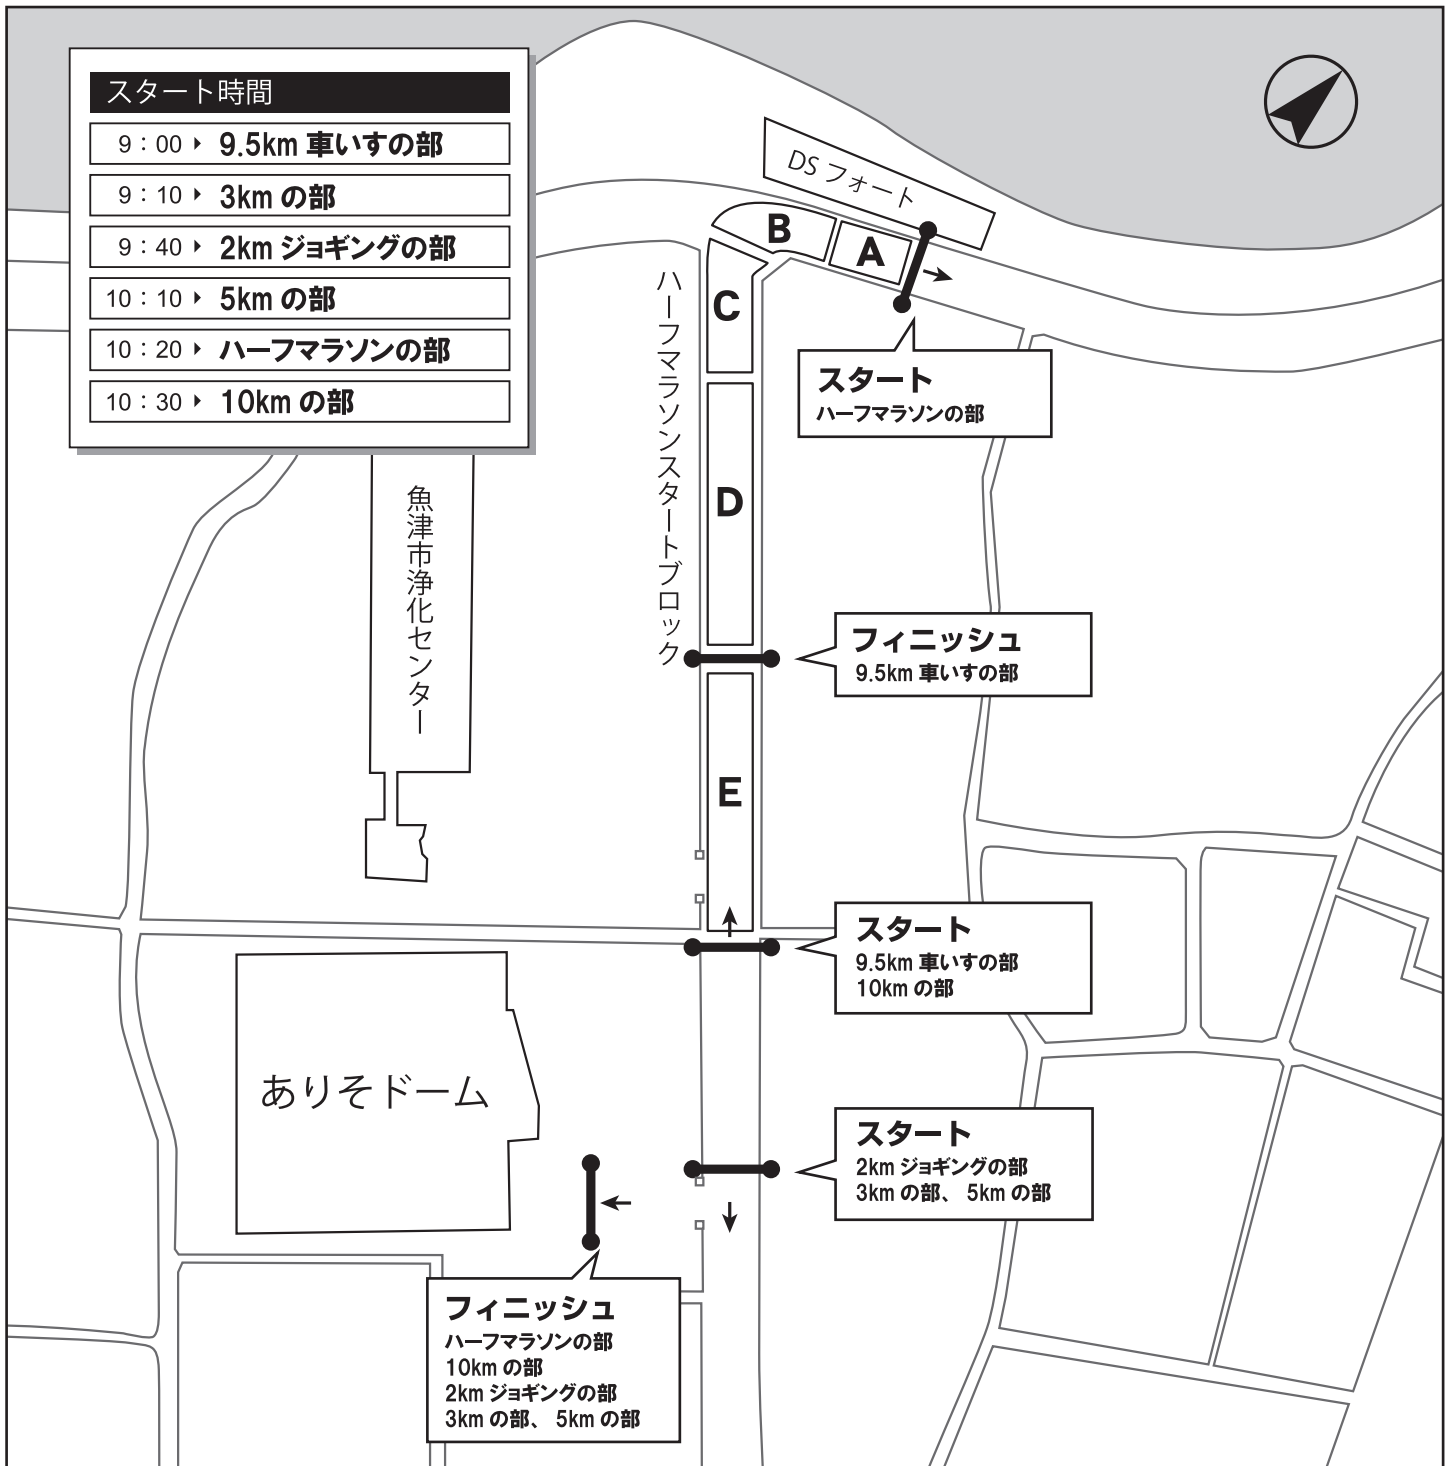 スタート時間
9：00 ▶ 9.5km 車いすの部
9：10 ▶ 3km の部
9：40 ▶ 2km ジョギングの部
10：10 ▶ 5km の部
10：20 ▶ ハーフマラソンの部
10：30 ▶ 10km の部
DS フォート
B
A
C
D
E
ハーフマラソンスタートブロック
スタート
ハーフマラソンの部
魚津市浄化センター
フィニッシュ
9.5km 車いすの部
スタート
9.5km 車いすの部
10km の部
ありそドーム
スタート
2km ジョギングの部
3km の部、 5km の部
フィニッシュ
ハーフマラソンの部
10km の部
2km ジョギングの部
3km の部、 5km の部